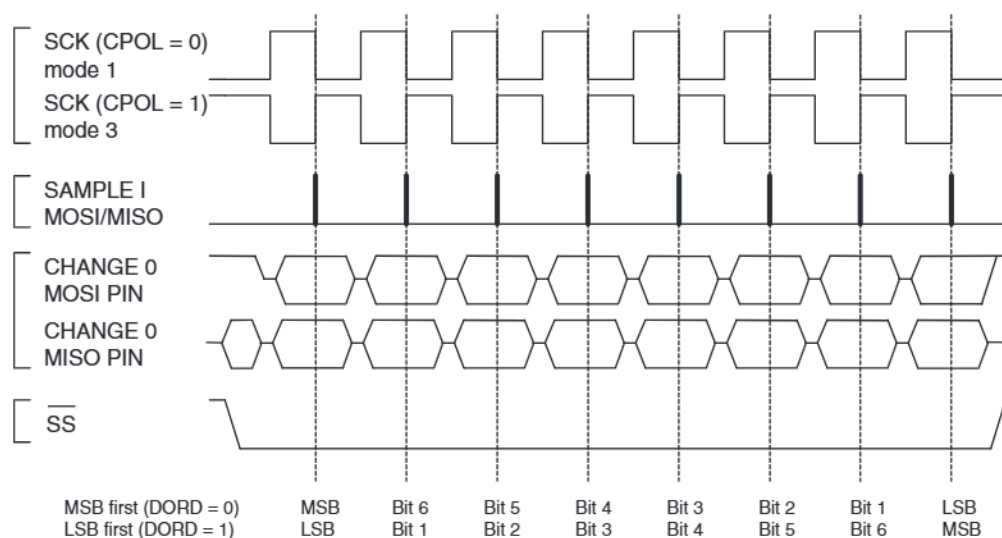 SCK (CPOL = 0)
mode 1
SCK (CPOL = 1)
mode 3
SAMPLE I
MOSI/MISO
CHANGE 0
MOSI PIN
CHANGE 0
MISO PIN
SS
MSB first (DORD = 0) MSB Bit 6 Bit 5 Bit 4 Bit 3 Bit 2 Bit 1 LSB
LSB first (DORD = 1) LSB Bit 1 Bit 2 Bit 3 Bit 4 Bit 5 Bit 6 MSB